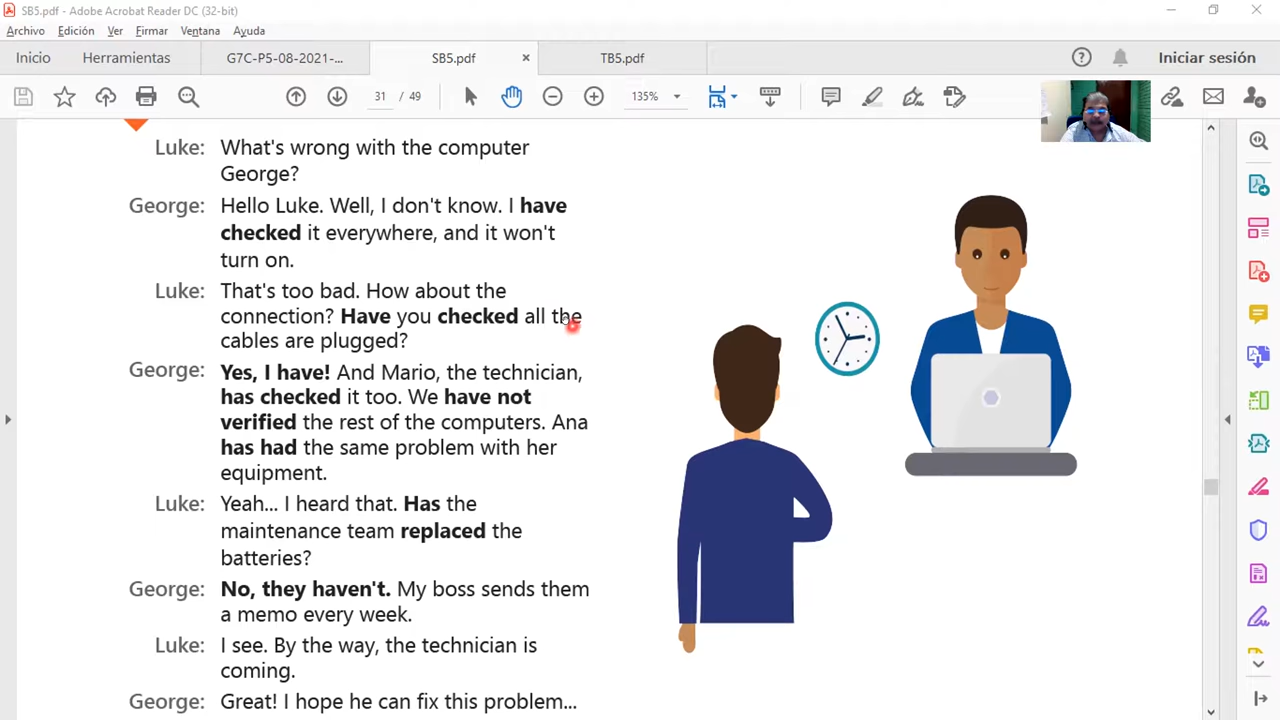 SB5.pdf - Adobe Acrobat Reader DC (32-bit)
Archivo Edición Ver Firmar Ventana Ayuda
Inicio Herramientas G7C-P5-08-2021-... SB5.pdf × TB5.pdf Iniciar sesión
31 / 49 135%
Luke: What's wrong with the computer
George?
George: Hello Luke. Well, I don't know. I have
checked it everywhere, and it won't
turn on.
Luke: That's too bad. How about the
connection? Have you checked all the
cables are plugged?
George: Yes, I have! And Mario, the technician,
has checked it too. We have not
verified the rest of the computers. Ana
has had the same problem with her
equipment.
Luke: Yeah... I heard that. Has the
maintenance team replaced the
batteries?
George: No, they haven't. My boss sends them
a memo every week.
Luke: I see. By the way, the technician is
coming.
George: Great! I hope he can fix this problem...